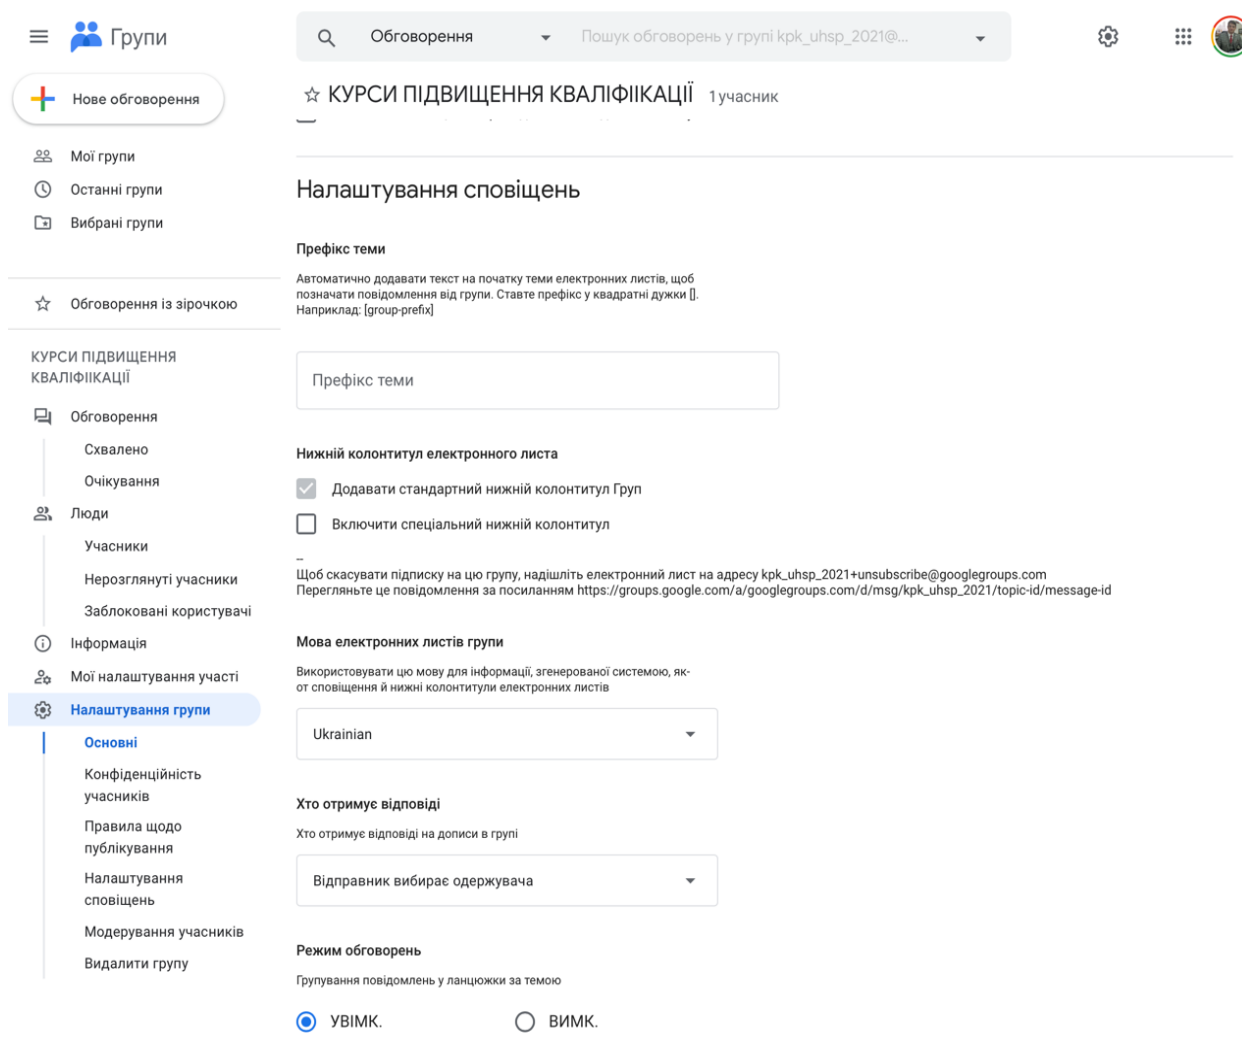 Групи
Обговорення
Пошук обговорень у групі kpk_uhsp_2021@...
Нове обговорення
КУРСИ ПІДВИЩЕННЯ КВАЛІФІІКАЦІЇ 1 учасник
Мої групи
Останні групи
Вибрані групи
Обговорення із зірочкою
КУРСИ ПІДВИЩЕННЯ
КВАЛІФІІКАЦІЇ
Обговорення
Схвалено
Очікування
Люди
Учасники
Нерозглянуті учасники
Заблоковані користувачі
Інформація
Мої налаштування участі
Налаштування групи
Основні
Конфіденційність
учасників
Правила щодо
публікування
Налаштування
сповіщень
Модерування учасників
Видалити групу
Налаштування сповіщень
Префікс теми
Автоматично додавати текст на початку теми електронних листів, щоб
позначати повідомлення від групи. Ставте префікс у квадратні дужки [].
Наприклад: [group-prefix]
Префікс теми
Нижній колонтитул електронного листа
Додавати стандартний нижній колонтитул Груп
Включити спеціальний нижній колонтитул
--
Щоб скасувати підписку на цю групу, надішліть електронний лист на адресу kpk_uhsp_2021+unsubscribe@googlegroups.com
Перегляньте це повідомлення за посиланням https://groups.google.com/a/googlegroups.com/d/msg/kpk_uhsp_2021/topic-id/message-id
Мова електронних листів групи
Використовувати цю мову для інформації, згенерованої системою, як-
от сповіщення й нижні колонтитули електронних листів
Ukrainian
Хто отримує відповіді
Хто отримує відповіді на дописи в групі
Відправник вибирає одержувача
Режим обговорень
Групування повідомлень у ланцюжки за темою
УВІМК.
ВИМК.